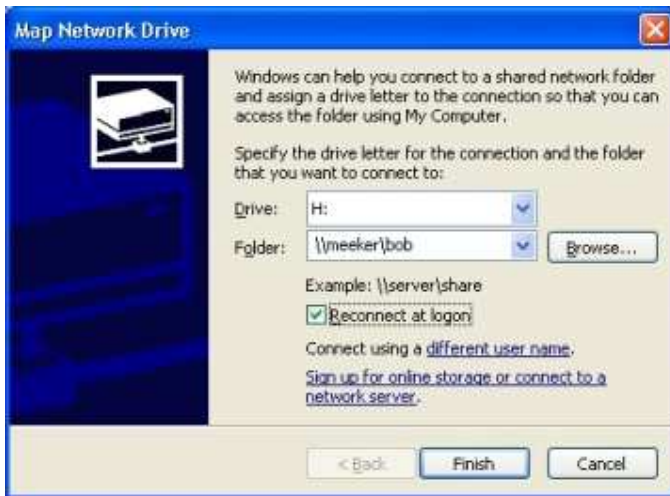 Map Network Drive
Windows can help you connect to a shared network folder
and assign a drive letter to the connection so that you can
access the folder using My Computer.
Specify the drive letter for the connection and the folder
that you want to connect to:
Drive: H:
Folder: \\meeker\bob Browse...
Example: \\server\share
Reconnect at logon
Connect using a different user name.
Sign up for online storage or connect to a
network server.
< Back Finish Cancel